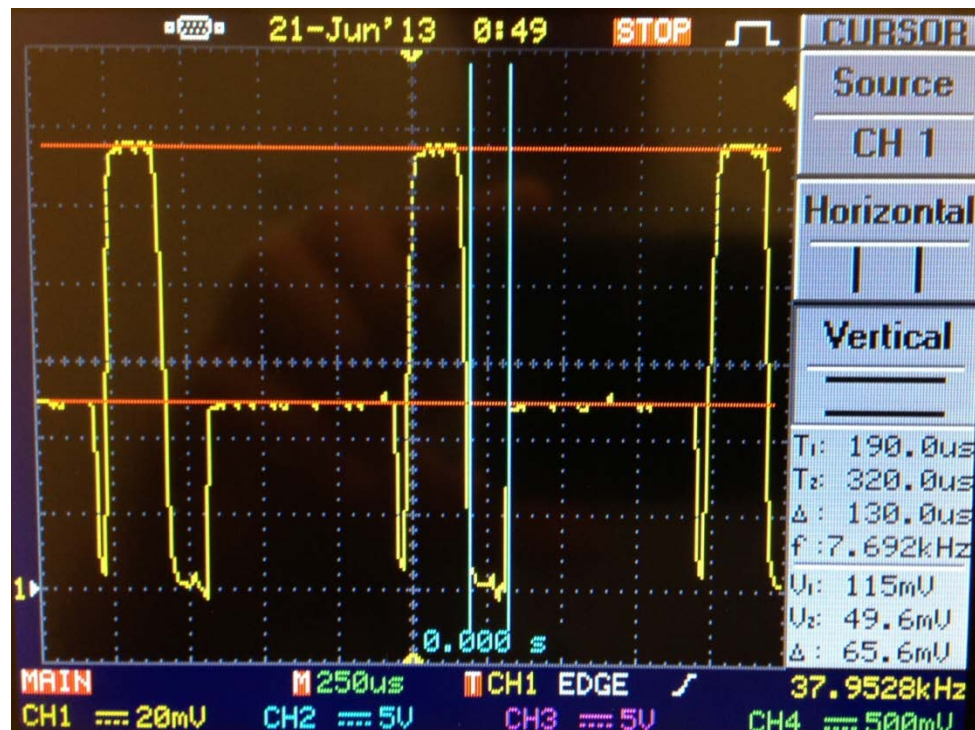 21-Jun'13 0:49 STOP
CURSOR
Source
CH 1
Horizontal
Vertical
T1: 190.0us
T2: 320.0us
Δ: 130.0us
f:7.692kHz
V1: 115mV
V2: 49.6mV
Δ: 65.6mV
1
0.000 s
MAIN M 250us T CH1 EDGE 37.9528kHz
CH1 20mV CH2 5V CH3 5V CH4 500mV